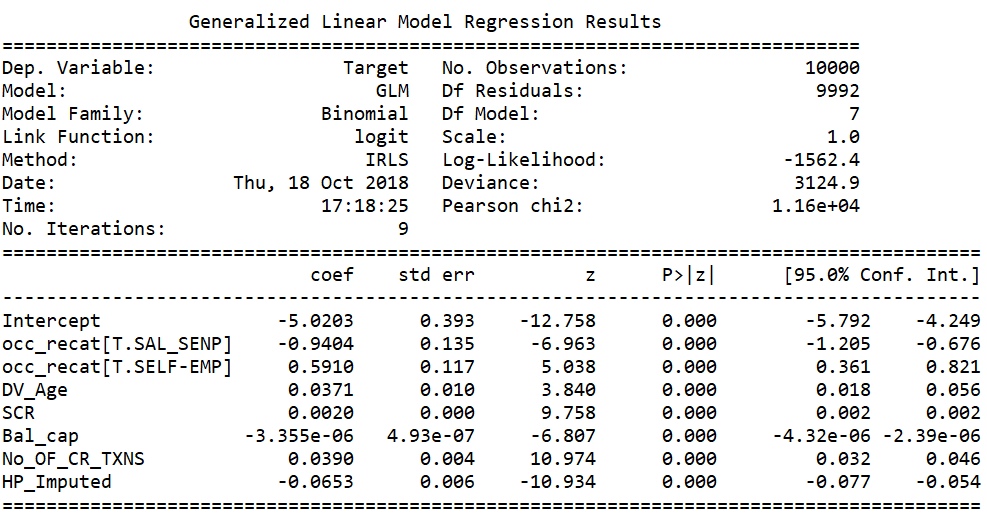 Generalized Linear Model Regression Results
==============================================================================
Dep. Variable: Target No. Observations: 10000
Model: GLM Df Residuals: 9992
Model Family: Binomial Df Model: 7
Link Function: logit Scale: 1.0
Method: IRLS Log-Likelihood: -1562.4
Date: Thu, 18 Oct 2018 Deviance: 3124.9
Time: 17:18:25 Pearson chi2: 1.16e+04
No. Iterations: 9
=========================================================================================
coef std err z P>|z| [95.0% Conf. Int.]
-----------------------------------------------------------------------------------------
Intercept -5.0203 0.393 -12.758 0.000 -5.792 -4.249
occ_recat[T.SAL_SENP] -0.9404 0.135 -6.963 0.000 -1.205 -0.676
occ_recat[T.SELF-EMP] 0.5910 0.117 5.038 0.000 0.361 0.821
DV_Age 0.0371 0.010 3.840 0.000 0.018 0.056
SCR 0.0020 0.000 9.758 0.000 0.002 0.002
Bal_cap -3.355e-06 4.93e-07 -6.807 0.000 -4.32e-06 -2.39e-06
No_OF_CR_TXNS 0.0390 0.004 10.974 0.000 0.032 0.046
HP_Imputed -0.0653 0.006 -10.934 0.000 -0.077 -0.054
=========================================================================================